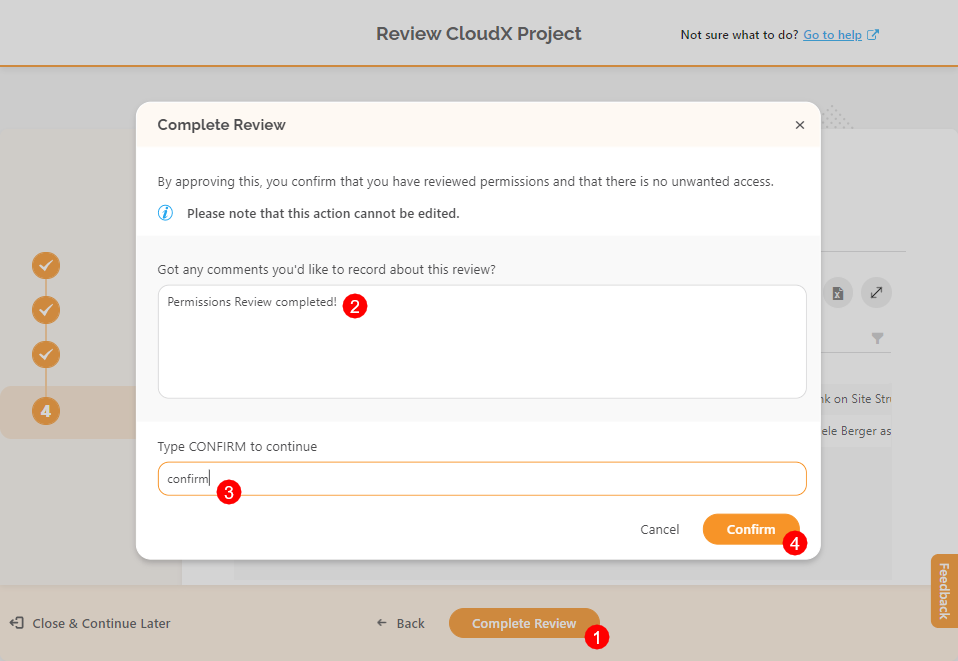 Review CloudX Project
Not sure what to do? Go to help
Complete Review
By approving this, you confirm that you have reviewed permissions and that there is no unwanted access.
Please note that this action cannot be edited.
Got any comments you'd like to record about this review?
Permissions Review completed!
2
nk on Site Stru
ele Berger as
4
Type CONFIRM to continue
confirm
3
Cancel
Confirm
4
Feedback
Close & Continue Later
Back
Complete Review
1